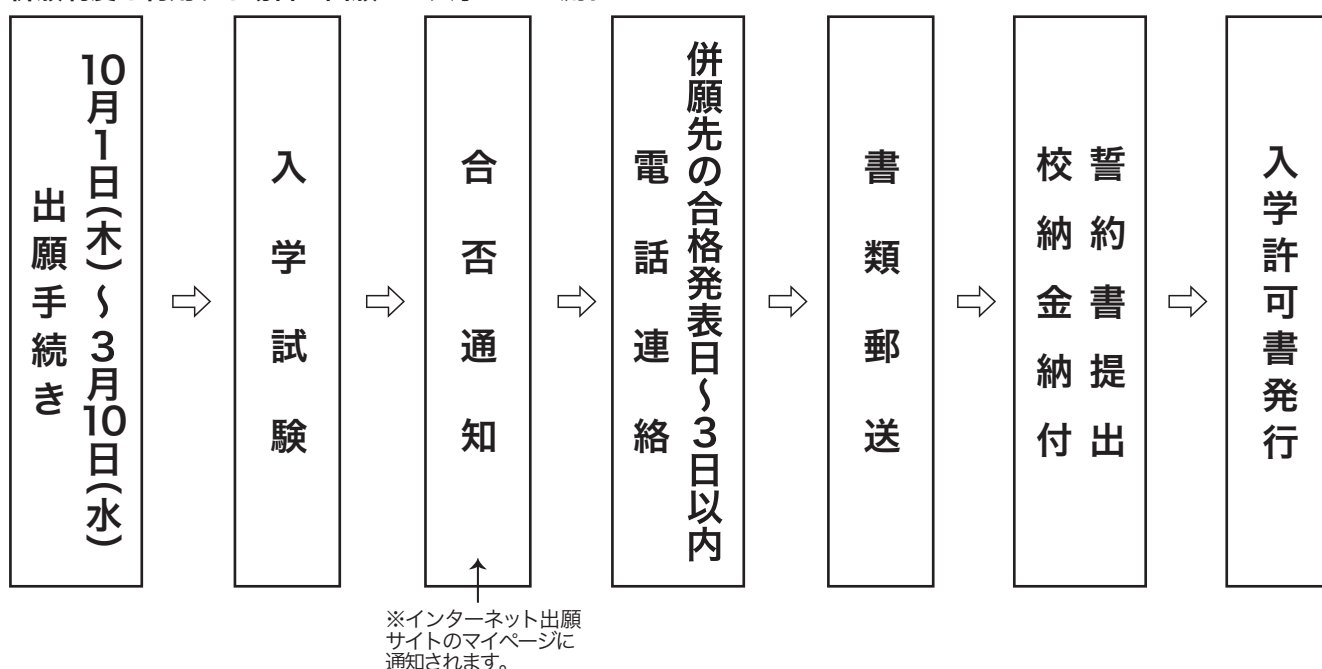 10月1日(木)～3月10日(水)
出願手続き
⇨
入学試験
⇨
合否通知
⇨
併願先の合格発表日～3日以内
電話連絡
⇨
書類郵送
⇨
誓約書提出
校納金納付
⇨
入学許可書発行
※インターネット出願
サイトのマイページに
通知されます。